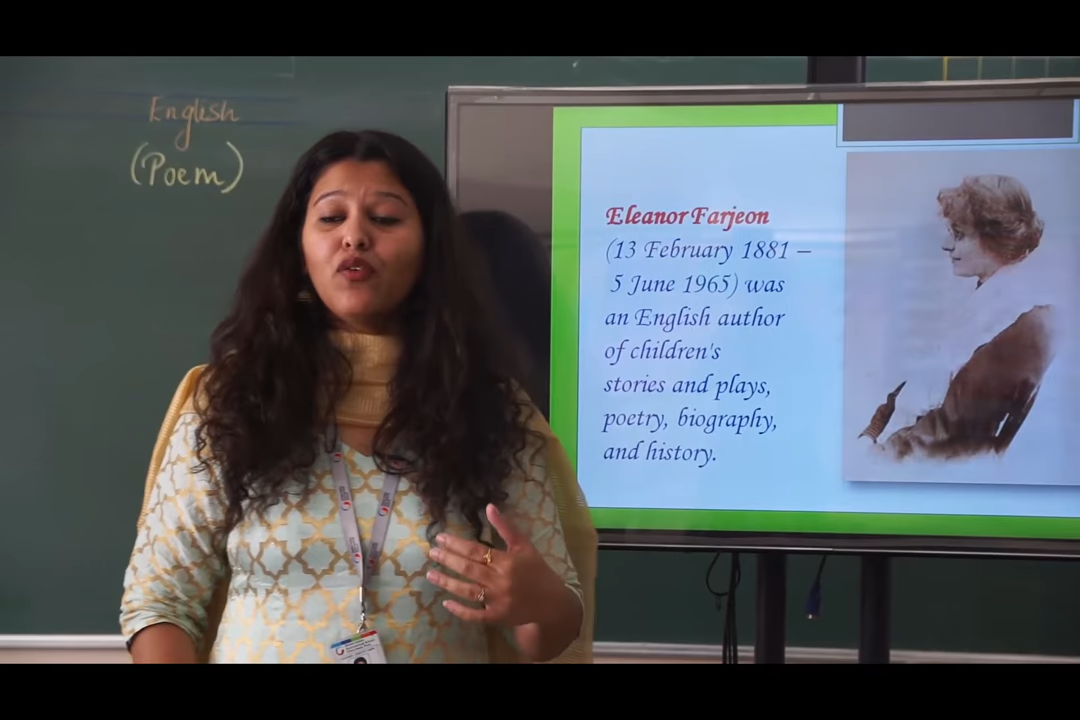 English
(Poem)
Eleanor Farjeon
(13 February 1881 –
5 June 1965) was
an English author
of children's
stories and plays,
poetry, biography,
and history.